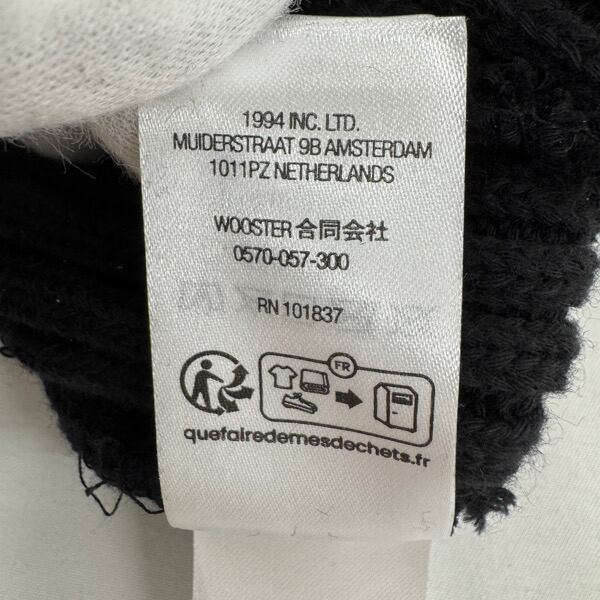 1994 INC. LTD.
MUIDERSTRAAT 9B AMSTERDAM
1011PZ NETHERLANDS
WOOSTER 合同会社
0570-057-300
RN 101837
FR
quefairedemesdechets.fr